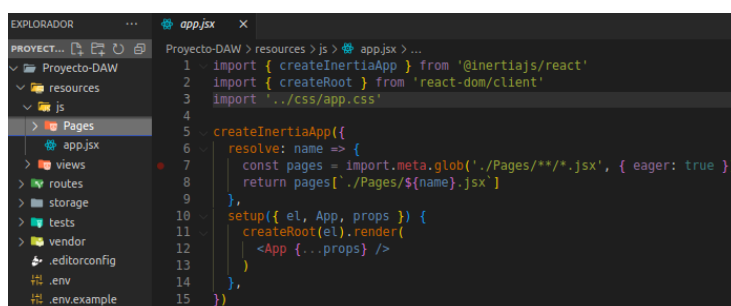 EXPLORADOR ···
PROYECT...
Proyecto-DAW
resources
js
Pages
app.jsx
views
routes
storage
tests
vendor
.editorconfig
.env
.env.example
app.jsx ×
Proyecto-DAW > resources > js > app.jsx > ...
1 import { createInertiaApp } from '@inertiajs/react'
2 import { createRoot } from 'react-dom/client'
3 import '../css/app.css'
4
5 createInertiaApp({
6 resolve: name => {
7 const pages = import.meta.glob('./Pages/**/*.jsx', { eager: true }
8 return pages[`./Pages/${name}.jsx`]
9 },
10 setup({ el, App, props }) {
11 createRoot(el).render(
12 <App {...props} />
13 )
14 },
15 })